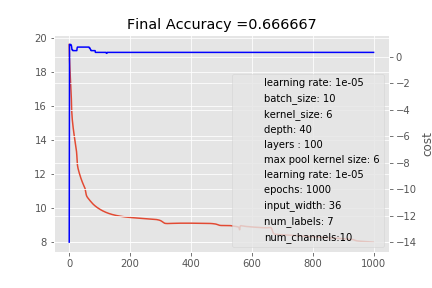 Final Accuracy =0.666667
20
18
16
14
12
10
8
0
−2
−4
−6
−8
−10
−12
−14
cost
learning rate: 1e-05
batch_size: 10
kernel_size: 6
depth: 40
layers : 100
max pool kernel size: 6
learning rate: 1e-05
epochs: 1000
input_width: 36
num_labels: 7
num_channels:10
0 200 400 600 800 1000